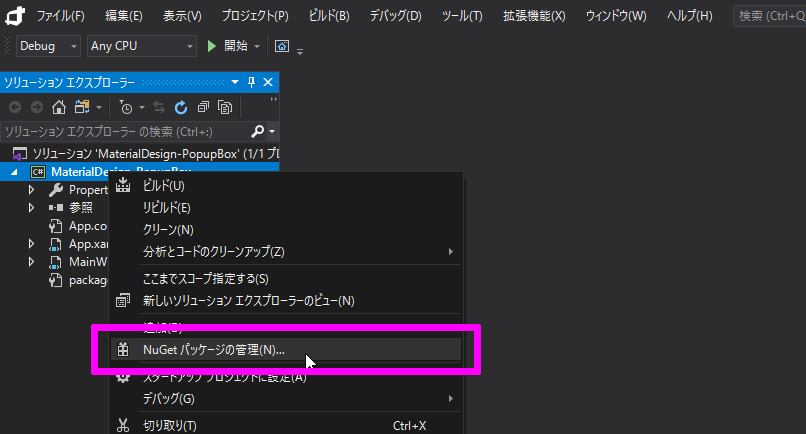 ファイル(F) 編集(E) 表示(V) プロジェクト(P) ビルド(B) デバッグ(D) ツール(T) 拡張機能(X) ウィンドウ(W) ヘルプ(H) 検索 (Ctrl+Q
Debug Any CPU 開始
ソリューション エクスプローラー
ソリューション エクスプローラー の検索 (Ctrl+:)
ソリューション 'MaterialDesign-PopupBox' (1/1 プロ
C# MaterialDesign-PopupBox
Propert
参照
App.co
App.xar
MainW
package
ビルド(U)
リビルド(E)
クリーン(N)
分析とコードのクリーンアップ(Z)
ここまでスコープ指定する(S)
新しいソリューション エクスプローラーのビュー(N)
NuGet パッケージの管理(N)...
スタートアップ プロジェクトに設定(A)
デバッグ(G)
切り取り(T) Ctrl+X